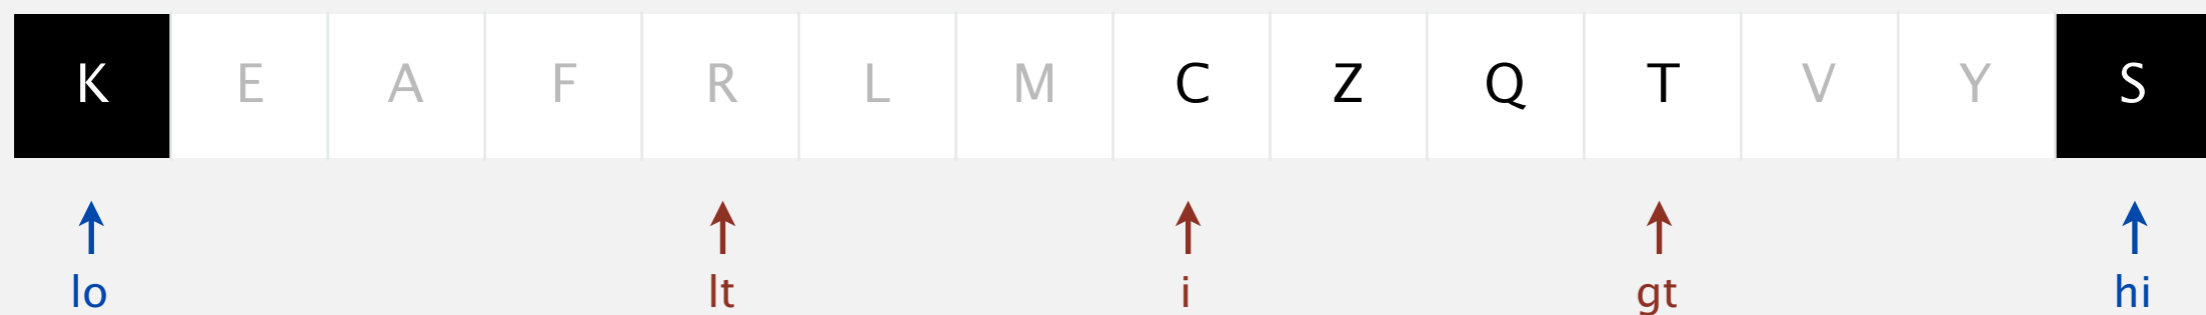 K E A F R L M C Z Q T V Y S
lo lt i gt hi